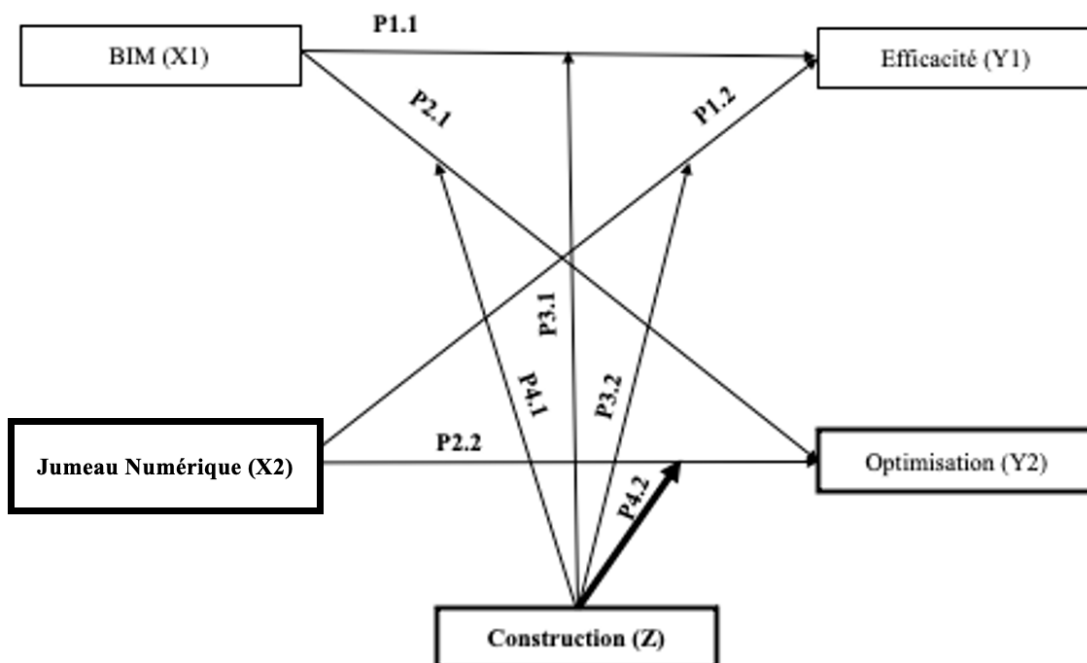 P1.1
BIM (X1)
Efficacité (Y1)
P2.1
P1.2
P3.1
P4.1
P3.2
P2.2
Jumeau Numérique (X2)
Optimisation (Y2)
P4.2
Construction (Z)